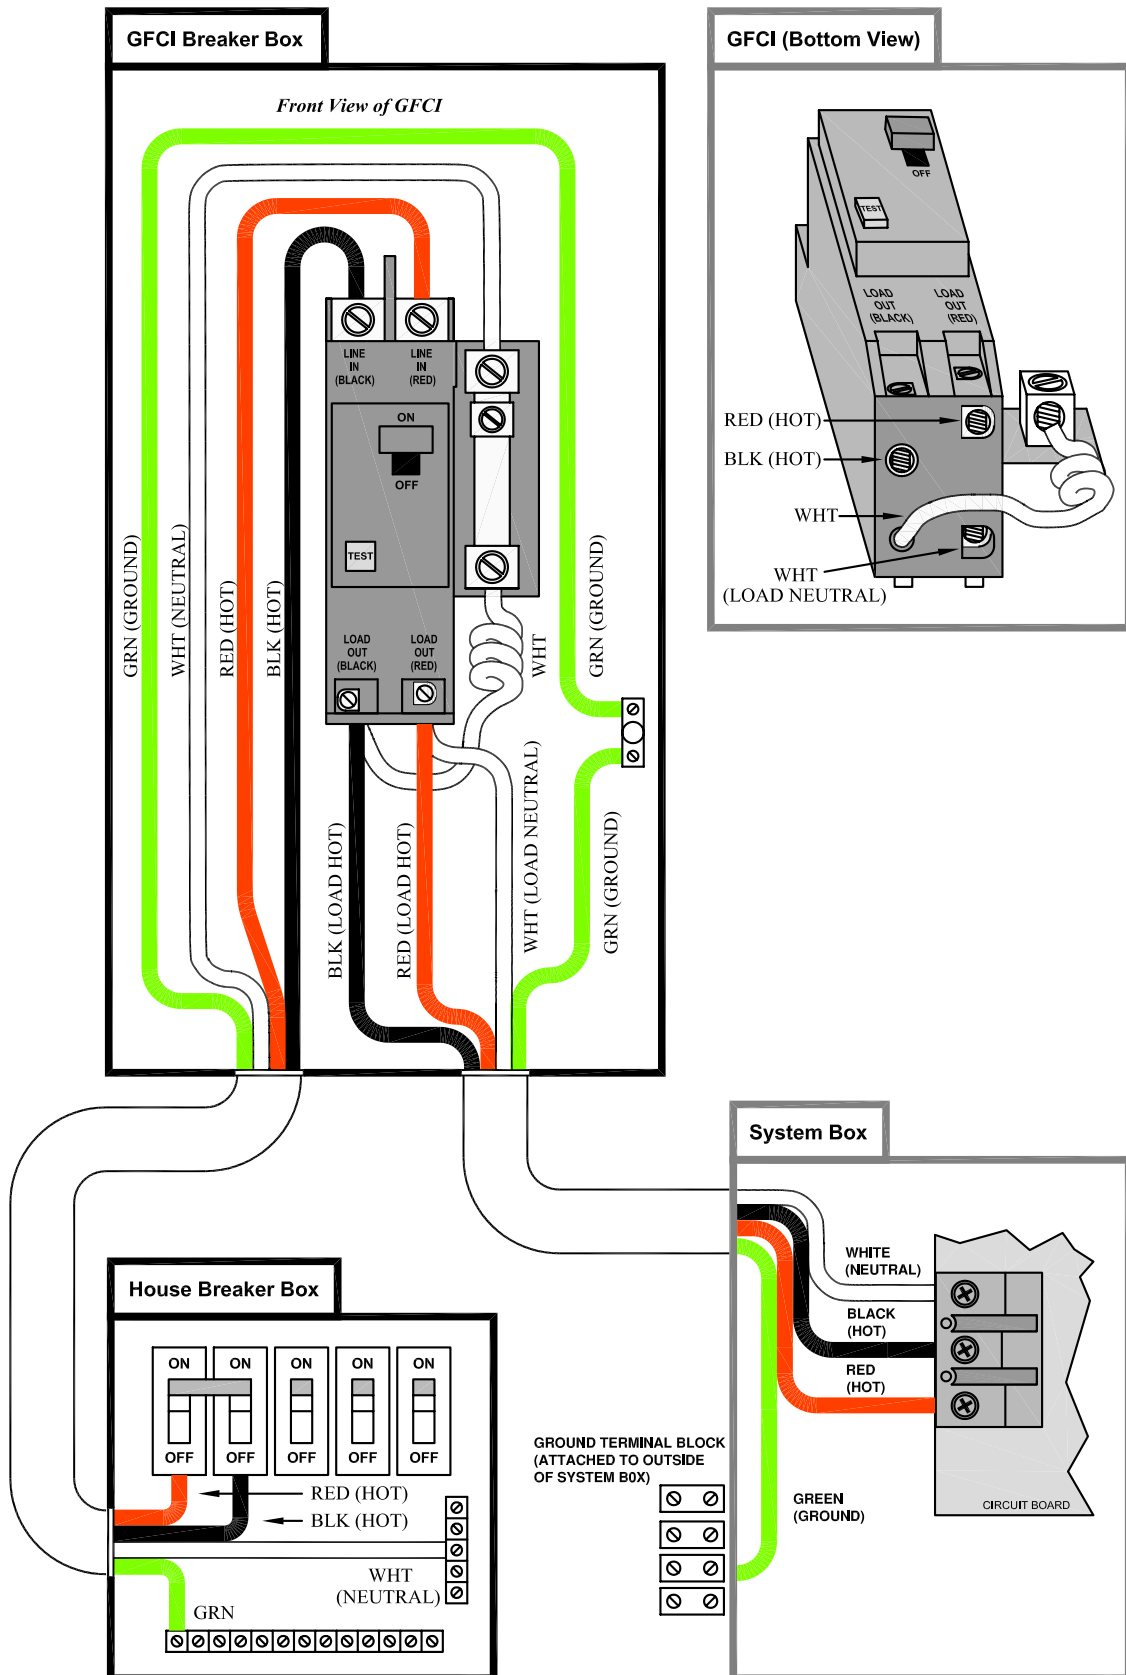 GFCI Breaker Box
Front View of GFCI
LINE
IN
(BLACK)
LINE
IN
(RED)
ON
OFF
TEST
LOAD
OUT
(BLACK)
LOAD
OUT
(RED)
GRN (GROUND)
WHT (NEUTRAL)
RED (HOT)
BLK (HOT)
WHT
GRN (GROUND)
BLK (LOAD HOT)
RED (LOAD HOT)
WHT (LOAD NEUTRAL)
GRN (GROUND)
GFCI (Bottom View)
OFF
TEST
LOAD
OUT
(BLACK)
LOAD
OUT
(RED)
RED (HOT)
BLK (HOT)
WHT
WHT
(LOAD NEUTRAL)
House Breaker Box
ON
ON
ON
ON
ON
OFF
OFF
OFF
OFF
OFF
RED (HOT)
BLK (HOT)
WHT
(NEUTRAL)
GRN
System Box
WHITE
(NEUTRAL)
BLACK
(HOT)
RED
(HOT)
GROUND TERMINAL BLOCK
(ATTACHED TO OUTSIDE
OF SYSTEM B0X)
GREEN
(GROUND)
CIRCUIT BOARD